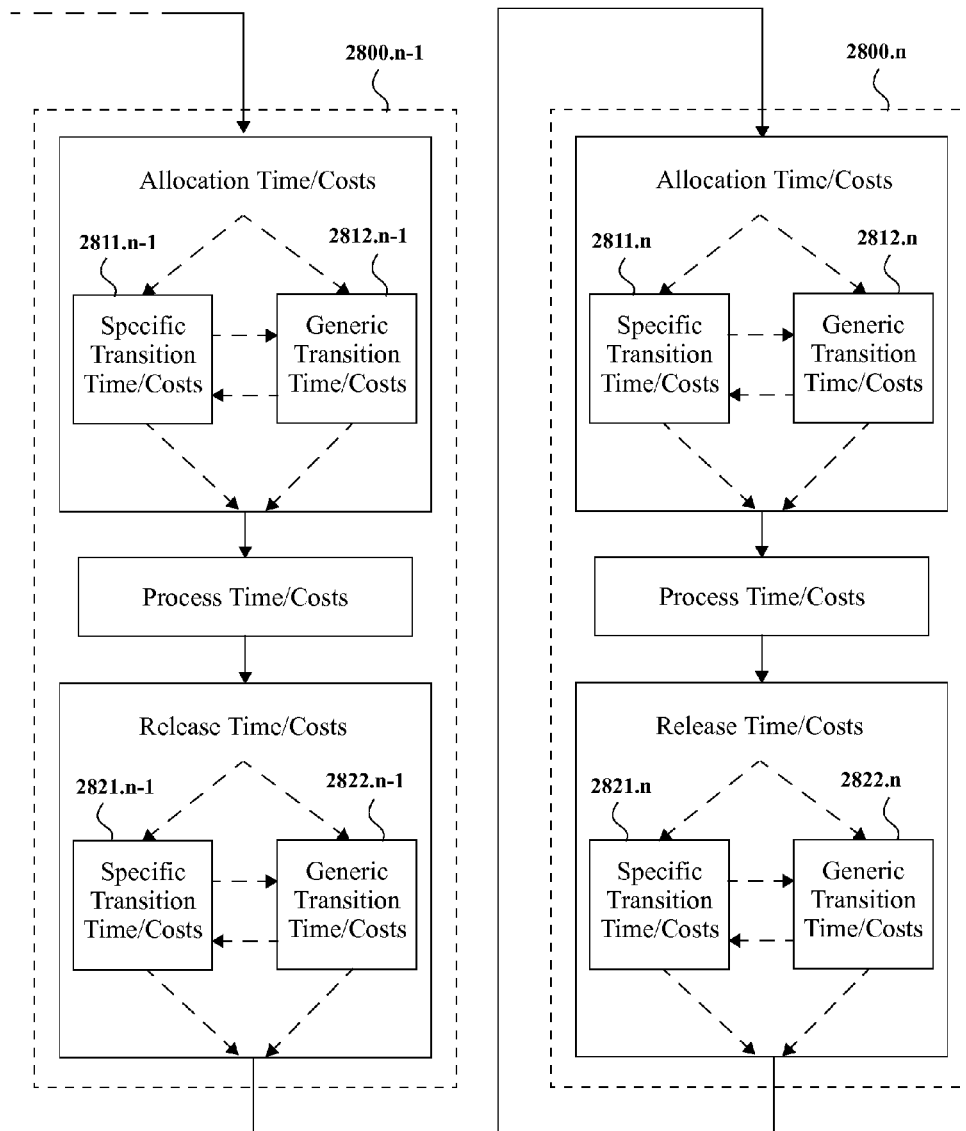 2800.n-1
Allocation Time/Costs
2811.n-1
2812.n-1
Specific
Transition
Time/Costs
Generic
Transition
Time/Costs
Process Time/Costs
Release Time/Costs
2821.n-1
2822.n-1
Specific
Transition
Time/Costs
Generic
Transition
Time/Costs
2800.n
Allocation Time/Costs
2811.n
2812.n
Specific
Transition
Time/Costs
Generic
Transition
Time/Costs
Process Time/Costs
Release Time/Costs
2821.n
2822.n
Specific
Transition
Time/Costs
Generic
Transition
Time/Costs